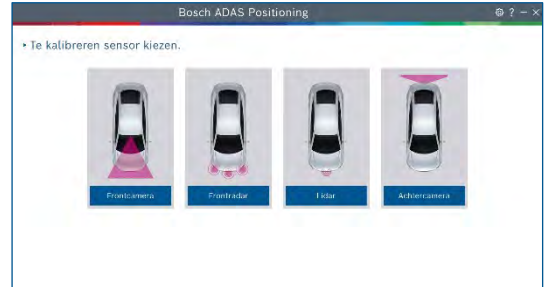 Bosch ADAS Positioning
? − ×
‣ Te kalibreren sensor kiezen.
Frontcamera
Frontradar
Lidar
Achtercamera